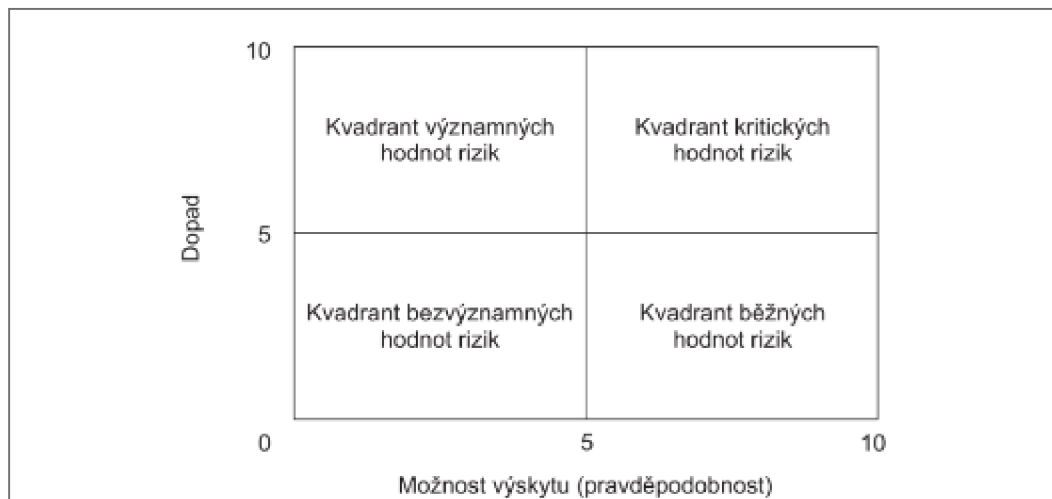 10
Kvadrant významných
hodnot rizik
Kvadrant kritických
hodnot rizik
Dopad
5
Kvadrant bezvýznamných
hodnot rizik
Kvadrant běžných
hodnot rizik
0
5
10
Možnost výskytu (pravděpodobnost)